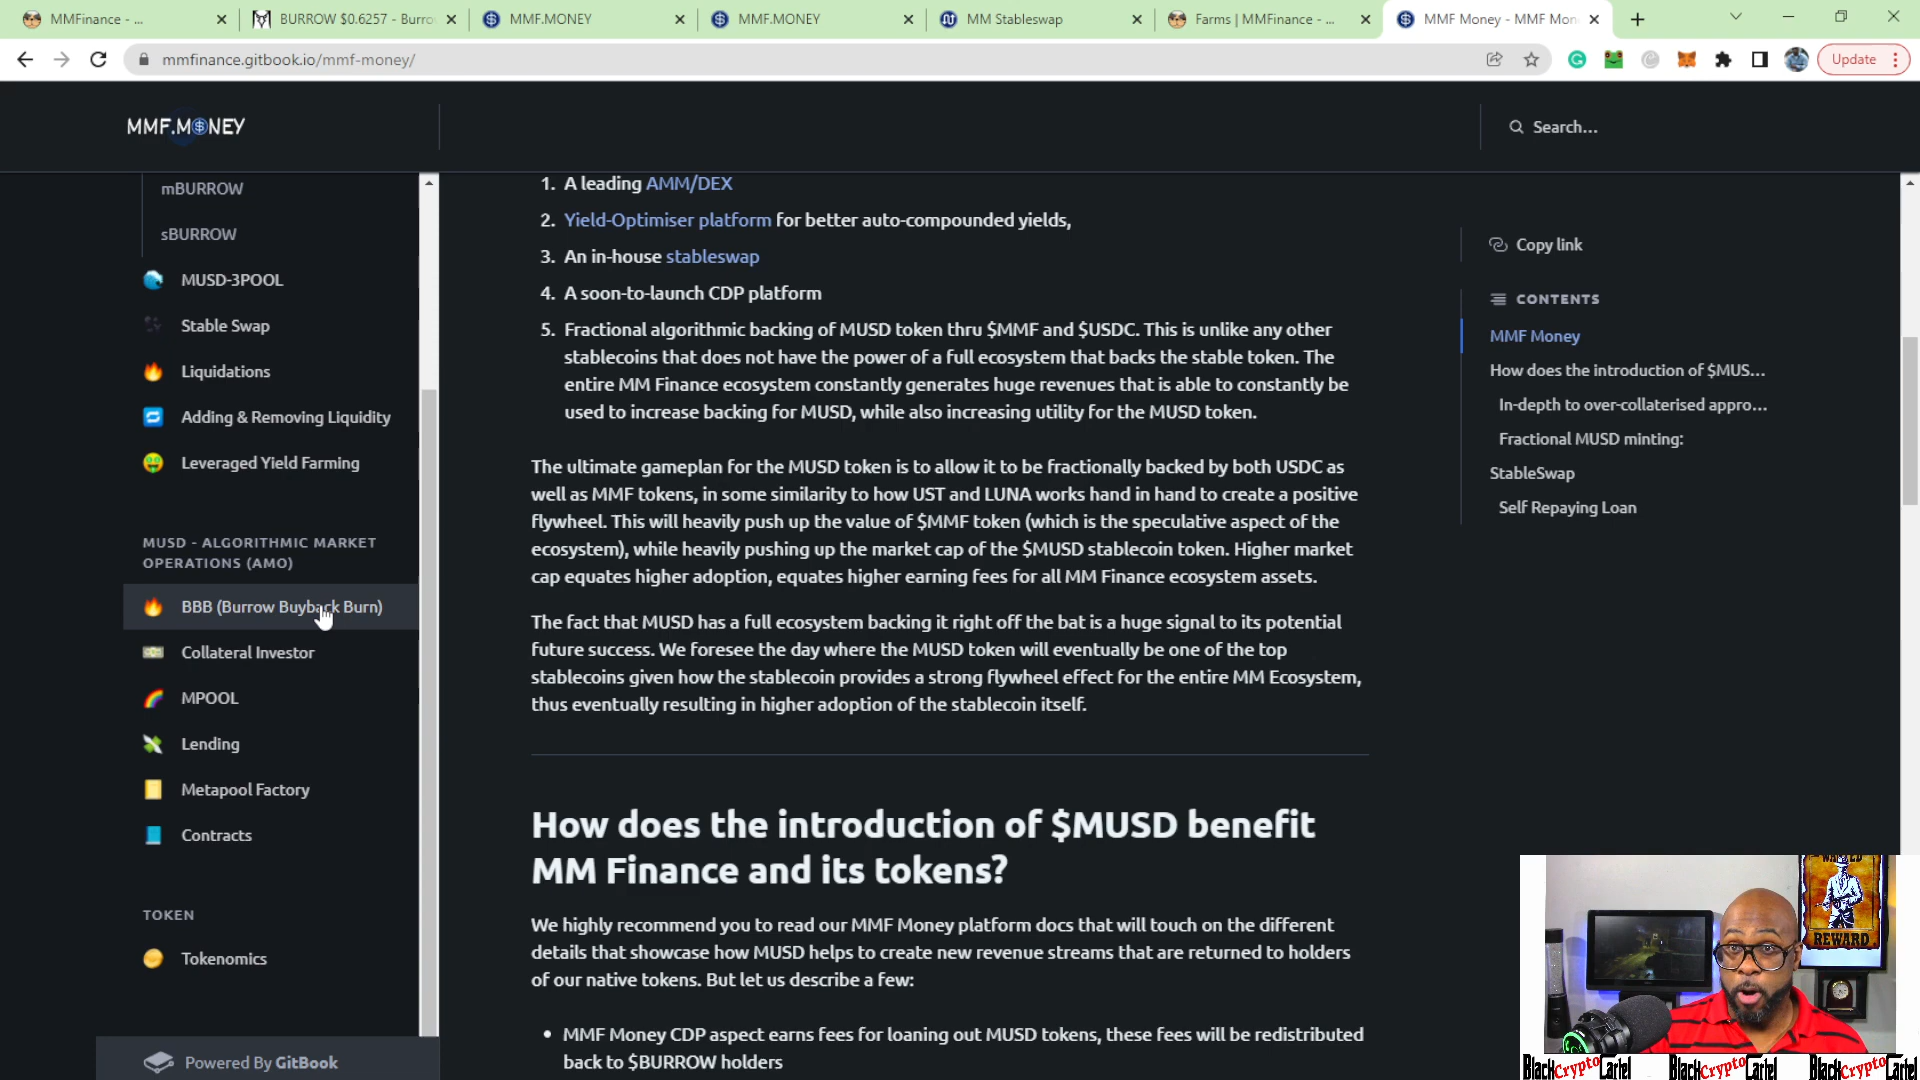 MMFinance - ...
BURROW $0.6257 - Burro
MMF.MONEY
MMF.MONEY
MM Stableswap
Farms | MMFinance - ...
MMF Money - MMF Mon
mmfinance.gitbook.io/mmf-money/
Update
MMF.MONEY
Search...
mBURROW
sBURROW
MUSD-3POOL
Stable Swap
Liquidations
Adding & Removing Liquidity
Leveraged Yield Farming
MUSD - ALGORITHMIC MARKET
OPERATIONS (AMO)
BBB (Burrow Buyback Burn)
Collateral Investor
MPOOL
Lending
Metapool Factory
Contracts
TOKEN
Tokenomics
Powered By GitBook
1. A leading AMM/DEX
2. Yield-Optimiser platform for better auto-compounded yields,
3. An in-house stableswap
4. A soon-to-launch CDP platform
5. Fractional algorithmic backing of MUSD token thru $MMF and $USDC. This is unlike any other
stablecoins that does not have the power of a full ecosystem that backs the stable token. The
entire MM Finance ecosystem constantly generates huge revenues that is able to constantly be
used to increase backing for MUSD, while also increasing utility for the MUSD token.
The ultimate gameplan for the MUSD token is to allow it to be fractionally backed by both USDC as
well as MMF tokens, in some similarity to how UST and LUNA works hand in hand to create a positive
flywheel. This will heavily push up the value of $MMF token (which is the speculative aspect of the
ecosystem), while heavily pushing up the market cap of the $MUSD stablecoin token. Higher market
cap equates higher adoption, equates higher earning fees for all MM Finance ecosystem assets.
The fact that MUSD has a full ecosystem backing it right off the bat is a huge signal to its potential
future success. We foresee the day where the MUSD token will eventually be one of the top
stablecoins given how the stablecoin provides a strong flywheel effect for the entire MM Ecosystem,
thus eventually resulting in higher adoption of the stablecoin itself.
How does the introduction of $MUSD benefit
MM Finance and its tokens?
We highly recommend you to read our MMF Money platform docs that will touch on the different
details that showcase how MUSD helps to create new revenue streams that are returned to holders
of our native tokens. But let us describe a few:
• MMF Money CDP aspect earns fees for loaning out MUSD tokens, these fees will be redistributed
back to $BURROW holders
Copy link
CONTENTS
MMF Money
How does the introduction of $MUS...
In-depth to over-collaterised appro...
Fractional MUSD minting:
StableSwap
Self Repaying Loan
WANTED
REWARD
BlackCryptoCartel BlackCryptoCartel BlackCryptoCartel